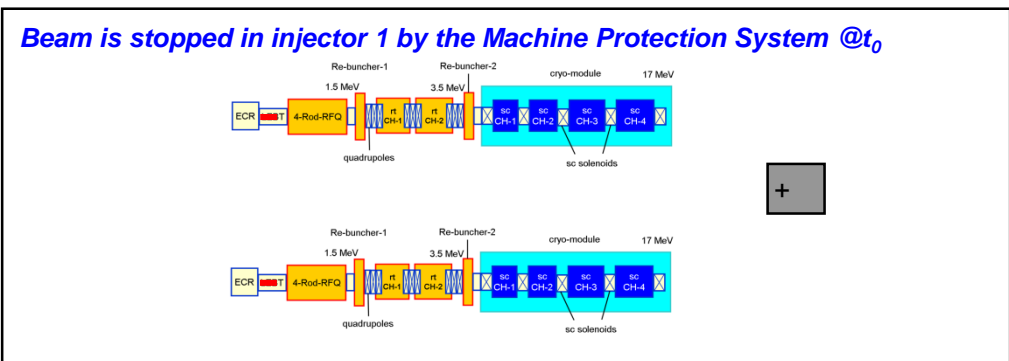 Beam is stopped in injector 1 by the Machine Protection System @t0
Re-buncher-1 Re-buncher-2
cryo-module 17 MeV
1.5 MeV 3.5 MeV
ECR T 4-Rod-RFQ rt CH-1 rt CH-2 sc CH-1 sc CH-2 sc CH-3 sc CH-4
quadrupoles
sc solenoids
+
Re-buncher-1 Re-buncher-2
cryo-module 17 MeV
1.5 MeV 3.5 MeV
ECR T 4-Rod-RFQ rt CH-1 rt CH-2 sc CH-1 sc CH-2 sc CH-3 sc CH-4
quadrupoles
sc solenoids